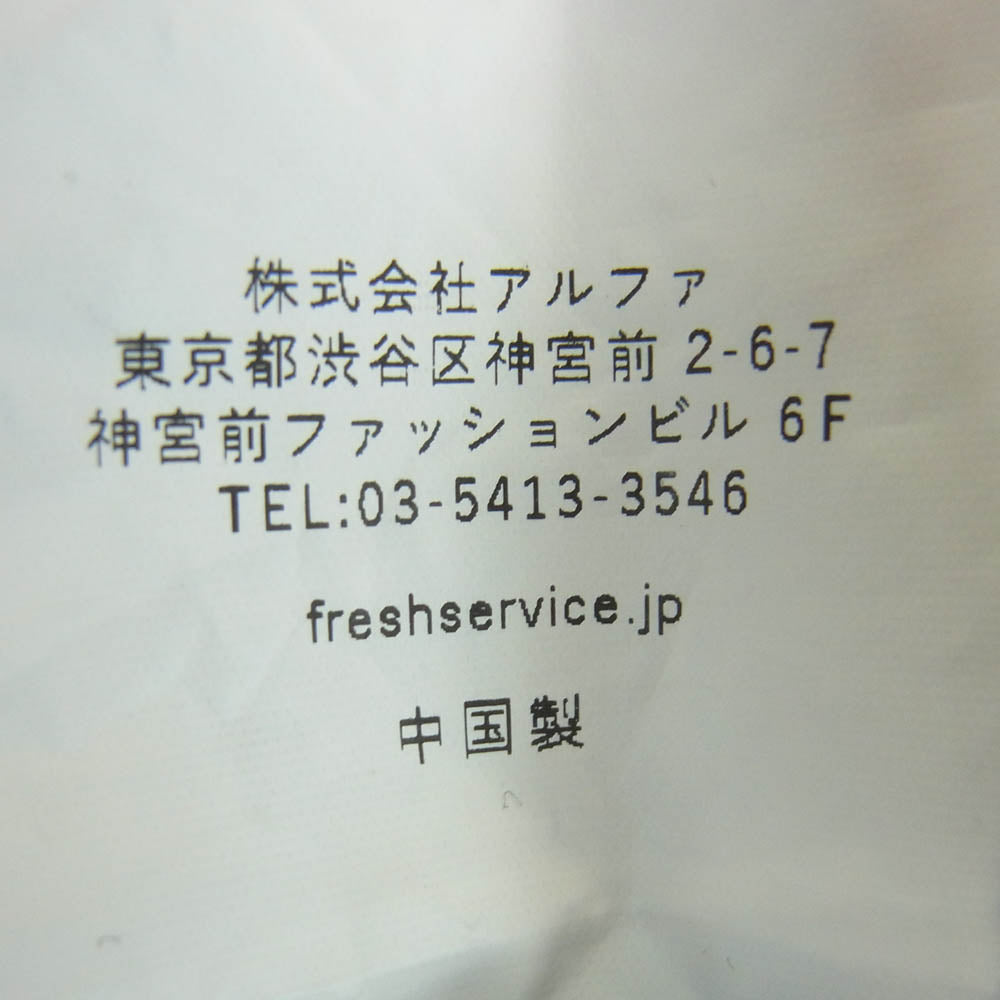 株式会社アルファ
東京都渋谷区神宮前 2-6-7
神宮前ファッションビル 6F
TEL:03-5413-3546
freshservice.jp
中国製